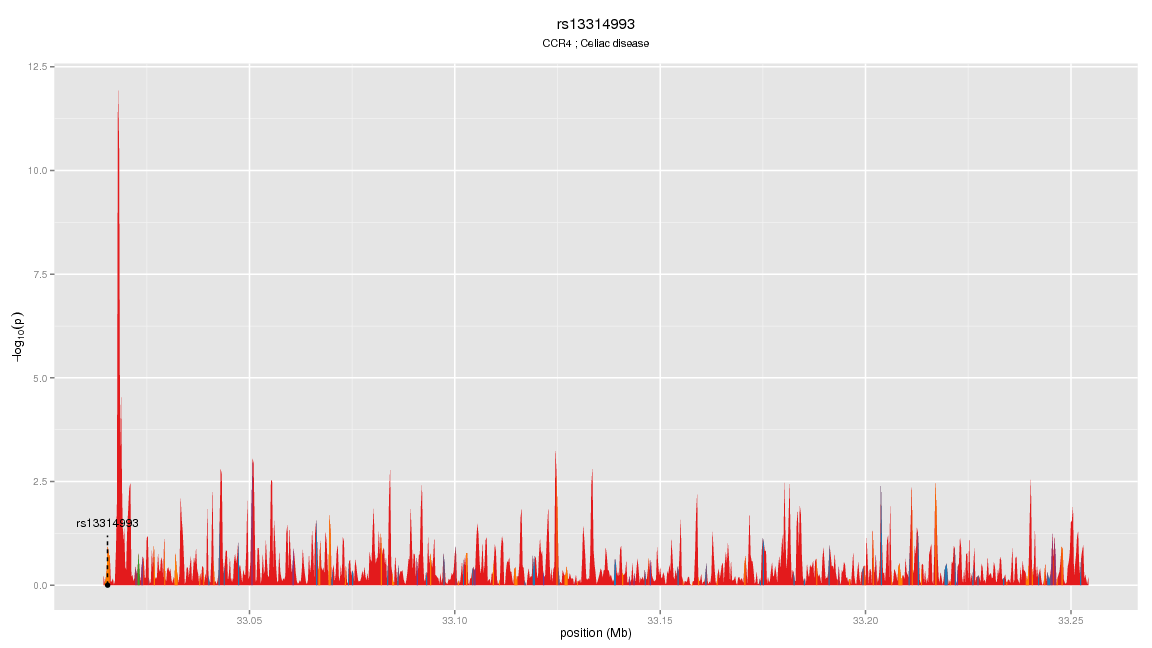 rs13314993
CCR4 ; Celiac disease
12.5
10.0
7.5
5.0
2.5
0.0
−log10(p)
rs13314993
33.05
33.10
33.15
33.20
33.25
position (Mb)